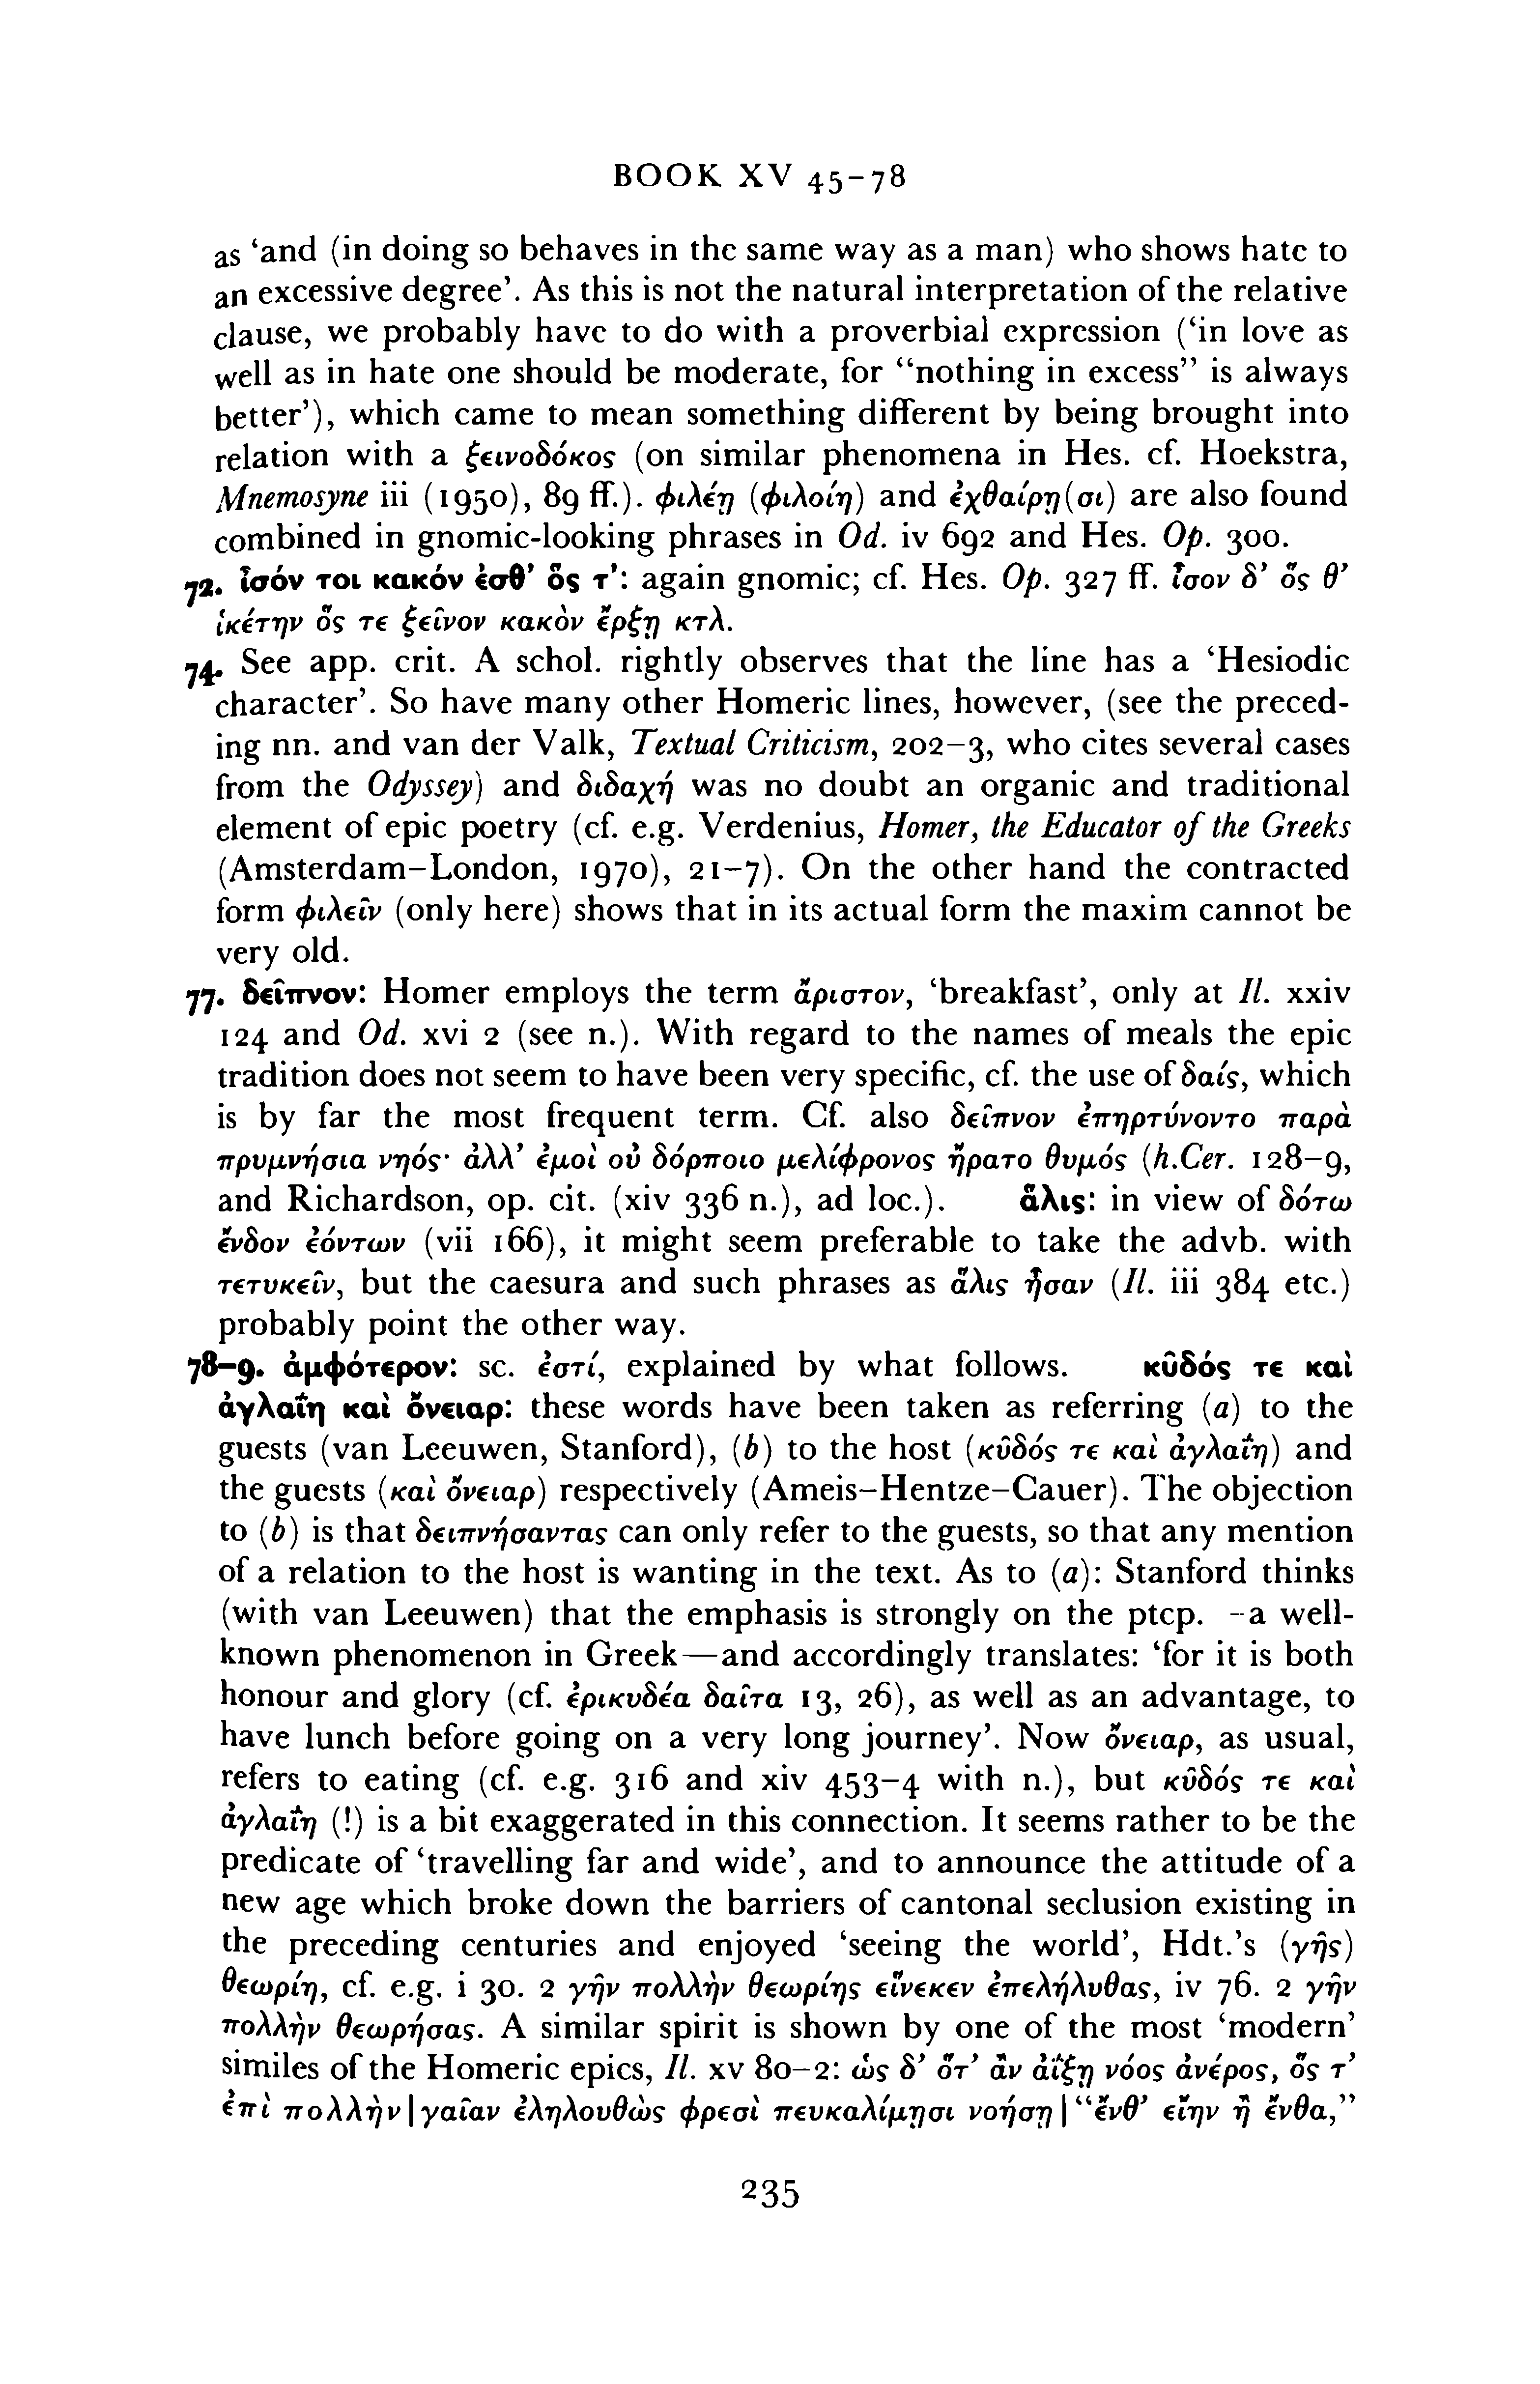 BOOK XV 45–78
as ‘and (in doing so behaves in the same way as a man) who shows hate to
an excessive degree’. As this is not the natural interpretation of the relative
clause, we probably have to do with a proverbial expression (‘in love as
well as in hate one should be moderate, for “nothing in excess” is always
better’), which came to mean something different by being brought into
relation with a ξεινοδόκος (on similar phenomena in Hes. cf. Hoekstra,
Mnemosyne iii (1950), 89 ff.). φιλέῃ (φιλοίη) and ἐχθαίρῃ(σι) are also found
combined in gnomic-looking phrases in Od. iv 692 and Hes. Op. 300.
72. ἶσόν τοι κακόν ἐσθ’ ὅς τ’: again gnomic; cf. Hes. Op. 327 ff. ἶσον δ’ ὅς θ’
ἱκέτην ὅς τε ξεῖνον κακὸν ἔρξῃ κτλ.
74. See app. crit. A schol. rightly observes that the line has a ‘Hesiodic
character’. So have many other Homeric lines, however, (see the preced-
ing nn. and van der Valk, Textual Criticism, 202–3, who cites several cases
from the Odyssey) and διδαχή was no doubt an organic and traditional
element of epic poetry (cf. e.g. Verdenius, Homer, the Educator of the Greeks
(Amsterdam–London, 1970), 21–7). On the other hand the contracted
form φιλεῖν (only here) shows that in its actual form the maxim cannot be
very old.
77. δεῖπνον: Homer employs the term ἄριστον, ‘breakfast’, only at Il. xxiv
124 and Od. xvi 2 (see n.). With regard to the names of meals the epic
tradition does not seem to have been very specific, cf. the use of δαίς, which
is by far the most frequent term. Cf. also δεῖπνον ἐπηρτύνοντο παρὰ
πρυμνήσια νηός· ἀλλ’ ἐμοὶ οὐ δόρποιο μελίφρονος ἤρατο θυμός (h.Cer. 128–9,
and Richardson, op. cit. (xiv 336 n.), ad loc.). ἅλις: in view of δότω
ἔνδον ἐόντων (vii 166), it might seem preferable to take the advb. with
τετυκεῖν, but the caesura and such phrases as ἅλις ἦσαν (Il. iii 384 etc.)
probably point the other way.
78–9. ἀμφότερον: sc. ἐστί, explained by what follows. κῦδός τε καὶ
ἀγλαΐη καὶ ὄνειαρ: these words have been taken as referring (a) to the
guests (van Leeuwen, Stanford), (b) to the host (κῦδός τε καὶ ἀγλαΐη) and
the guests (καὶ ὄνειαρ) respectively (Ameis–Hentze–Cauer). The objection
to (b) is that δειπνήσαντας can only refer to the guests, so that any mention
of a relation to the host is wanting in the text. As to (a): Stanford thinks
(with van Leeuwen) that the emphasis is strongly on the ptcp. –a well-
known phenomenon in Greek—and accordingly translates: ‘for it is both
honour and glory (cf. ἐρικυδέα δαῖτα 13, 26), as well as an advantage, to
have lunch before going on a very long journey’. Now ὄνειαρ, as usual,
refers to eating (cf. e.g. 316 and xiv 453–4 with n.), but κῦδός τε καὶ
ἀγλαΐη (!) is a bit exaggerated in this connection. It seems rather to be the
predicate of ‘travelling far and wide’, and to announce the attitude of a
new age which broke down the barriers of cantonal seclusion existing in
the preceding centuries and enjoyed ‘seeing the world’, Hdt.’s (γῆς)
θεωρίη, cf. e.g. i 30. 2 γῆν πολλὴν θεωρίης εἵνεκεν ἐπελήλυθας, iv 76. 2 γῆν
πολλὴν θεωρήσας. A similar spirit is shown by one of the most ‘modern’
similes of the Homeric epics, Il. xv 80–2: ὡς δ’ ὅτ’ ἂν ἀΐξῃ νόος ἀνέρος, ὅς τ’
ἐπὶ πολλὴν | γαῖαν ἐληλουθὼς φρεσὶ πευκαλίμῃσι νοήσῃ | “ἔνθ’ εἴην ἢ ἔνθα,”
235